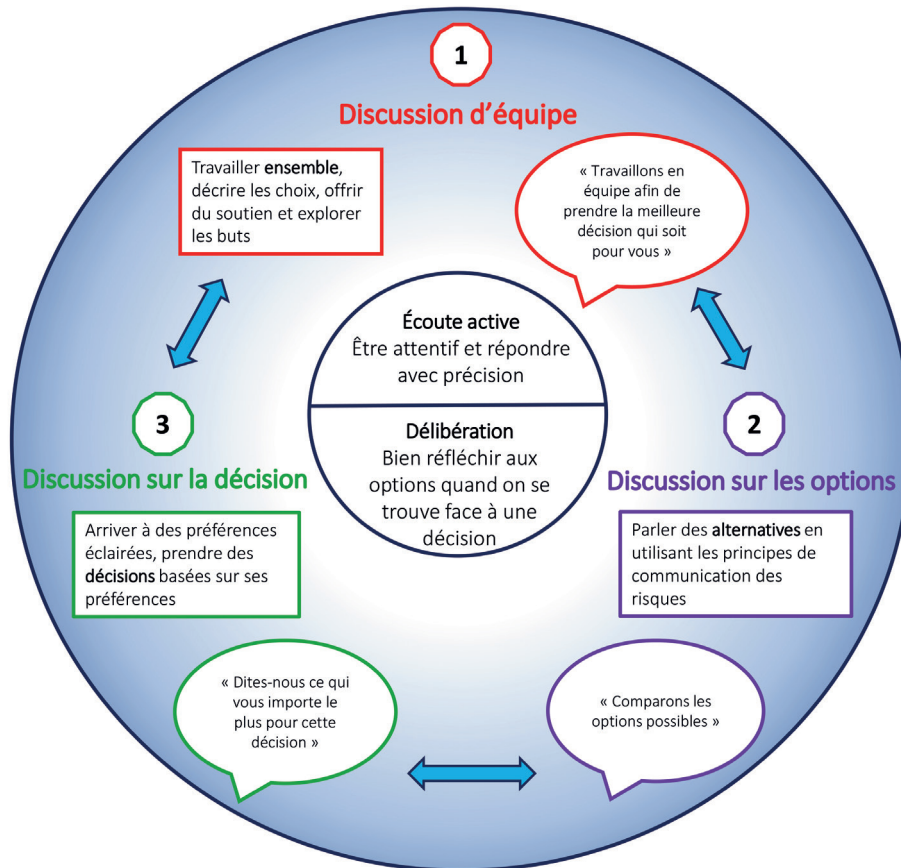 1
Discussion d'équipe
Travailler ensemble,
décrire les choix, offrir
du soutien et explorer
les buts
« Travaillons en
équipe afin de
prendre la meilleure
décision qui soit
pour vous »
Écoute active
Être attentif et répondre
avec précision
Délibération
Bien réfléchir aux
options quand on se
trouve face à une
décision
2
Discussion sur les options
Parler des alternatives en
utilisant les principes de
communication des
risques
« Comparons les
options possibles »
3
Discussion sur la décision
Arriver à des préférences
éclairées, prendre des
décisions basées sur ses
préférences
« Dites-nous ce qui
vous importe le
plus pour cette
décision »